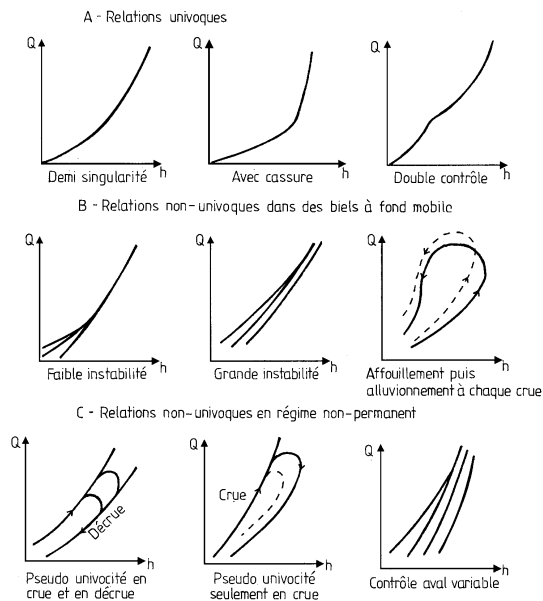 A - Relations univoques
Q Q Q
h h h
Demi singularité Avec cassure Double contrôle
B - Relations non-univoques dans des biels à fond mobile
Q Q Q
h h h
Faible instabilité Grande instabilité Affouillement puis
alluvionnement à chaque crue
C - Relations non-univoques en régime non-permanent
Q Q Q
Décrue Crue
h h h
Pseudo univocité en Pseudo univocité Contrôle aval variable
crue et en décrue seulement en crue